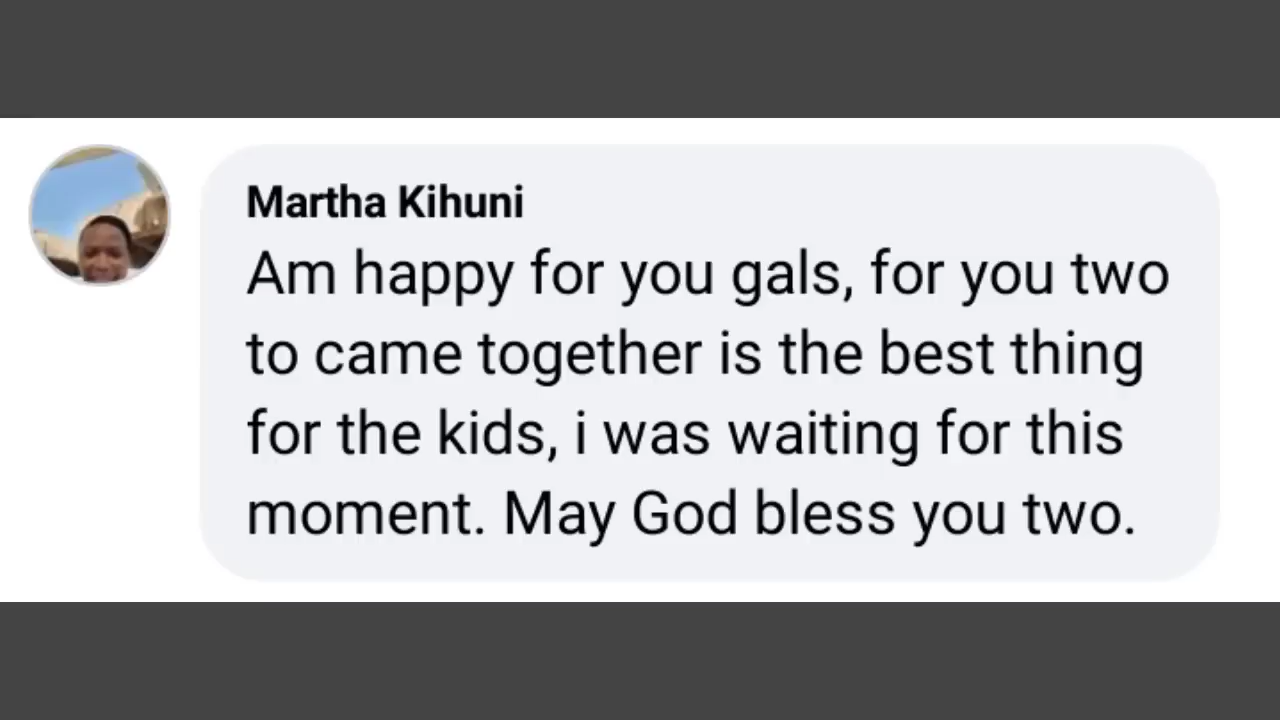 Martha Kihuni
Am happy for you gals, for you two
to came together is the best thing
for the kids, i was waiting for this
moment. May God bless you two.